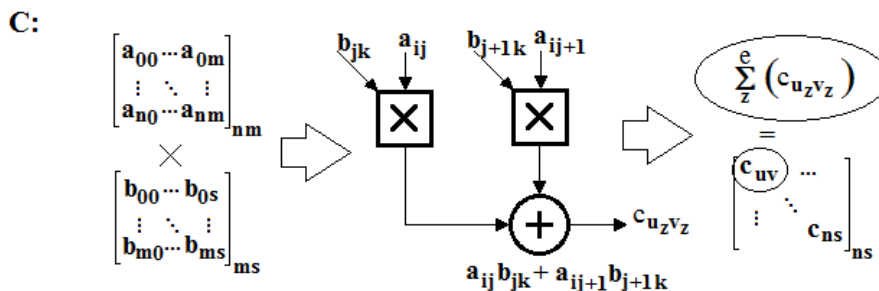 C:
a00 ... a0m
⋮ ⋱ ⋮
an0 ... anm
nm
×
b00 ... b0s
⋮ ⋱ ⋮
bm0 ... bms
ms
bjk aij bj+1k aij+1
× ×
+ cuzvz
aijbjk + aij+1bj+1k
e
∑ (cuzvz)
z
=
cuv ...
⋮ ⋱
cns
ns